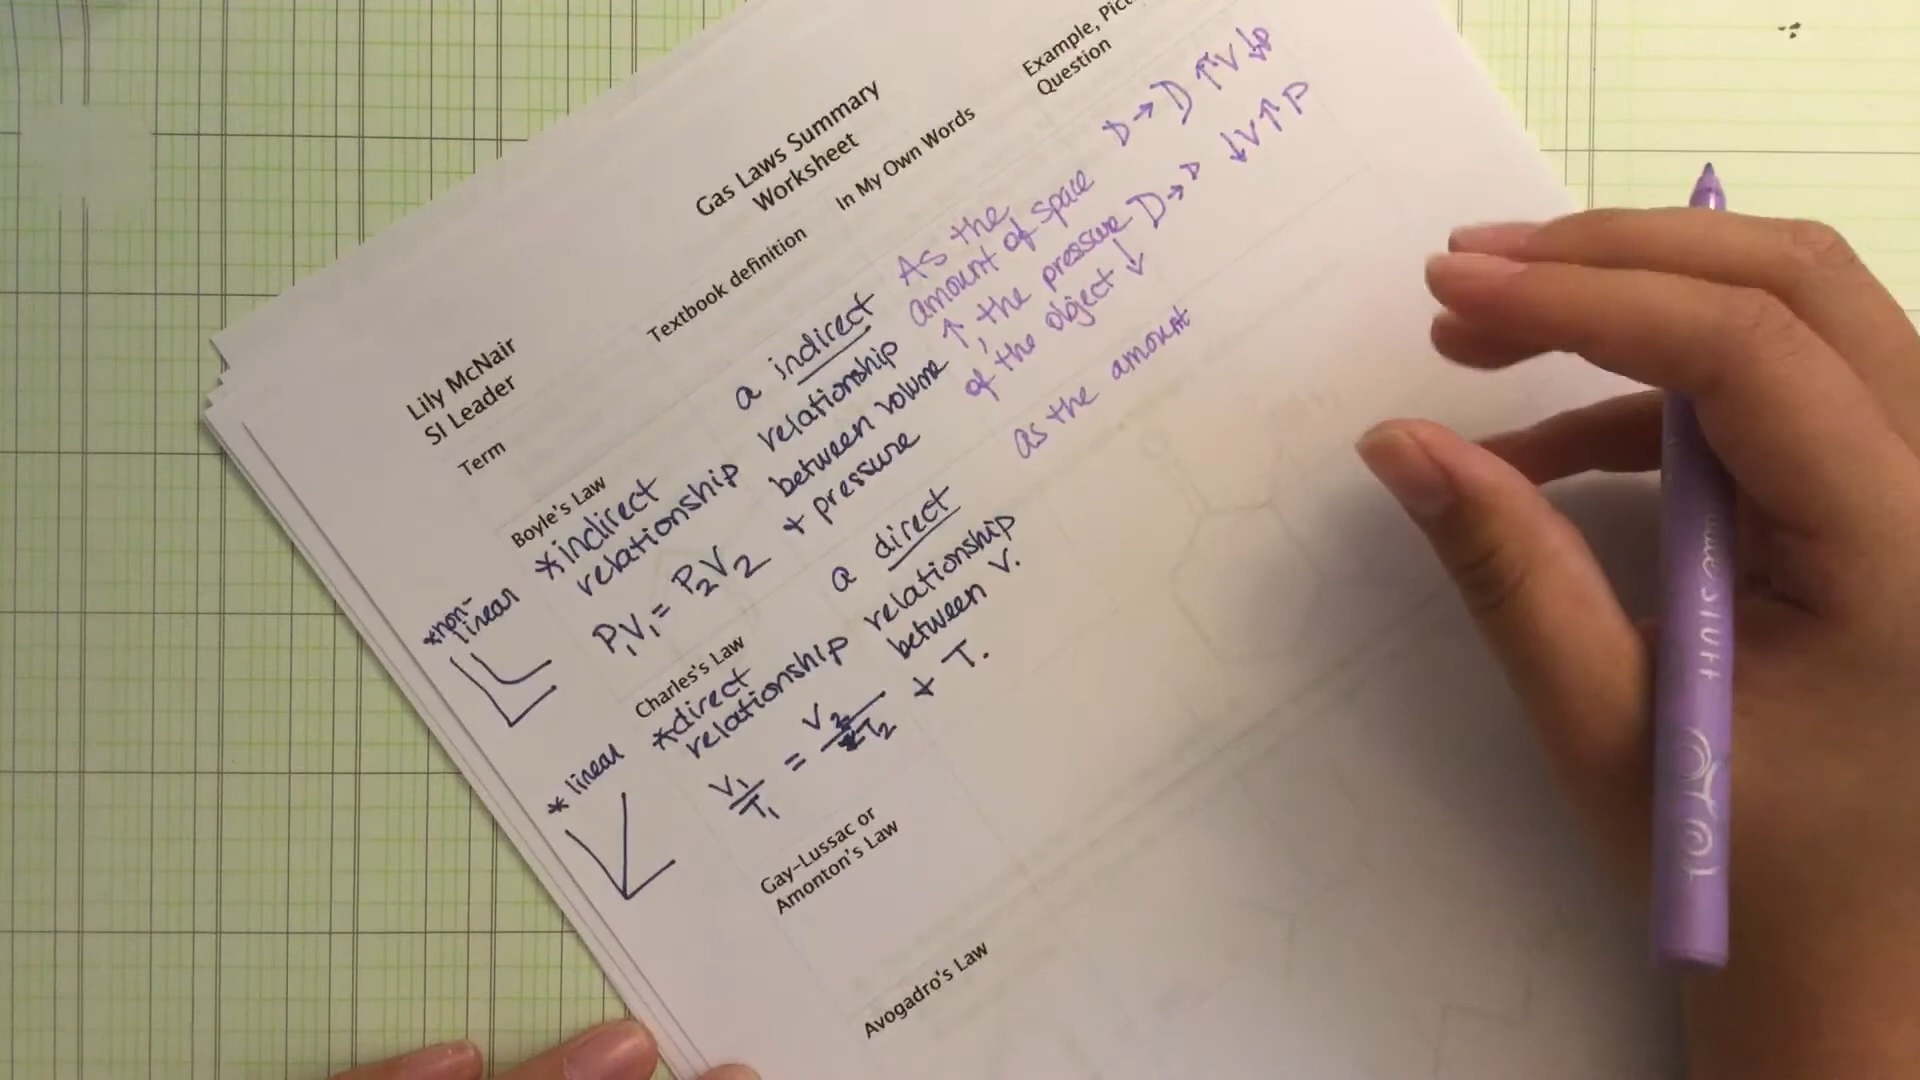 Gas Laws Summary
Worksheet
Lily McNair
SI Leader
Term
Textbook definition
In My Own Words
Example,
Question
Boyle's Law
*indirect
relationship
P₁V₁ = P₂V₂
*non-
linear
a indirect
relationship
between volume
+ pressure
As the
amount of space
↑, the pressure
of the object ↓
D → D ↑V ↓P
D → D ↓V ↑P
Charles's Law
*direct
relationship
V₁/T₁ = V₂/T₂
* linear
a direct
relationship
between V.
+ T.
as the amount
Gay-Lussac or
Amonton's Law
Avogadro's Law